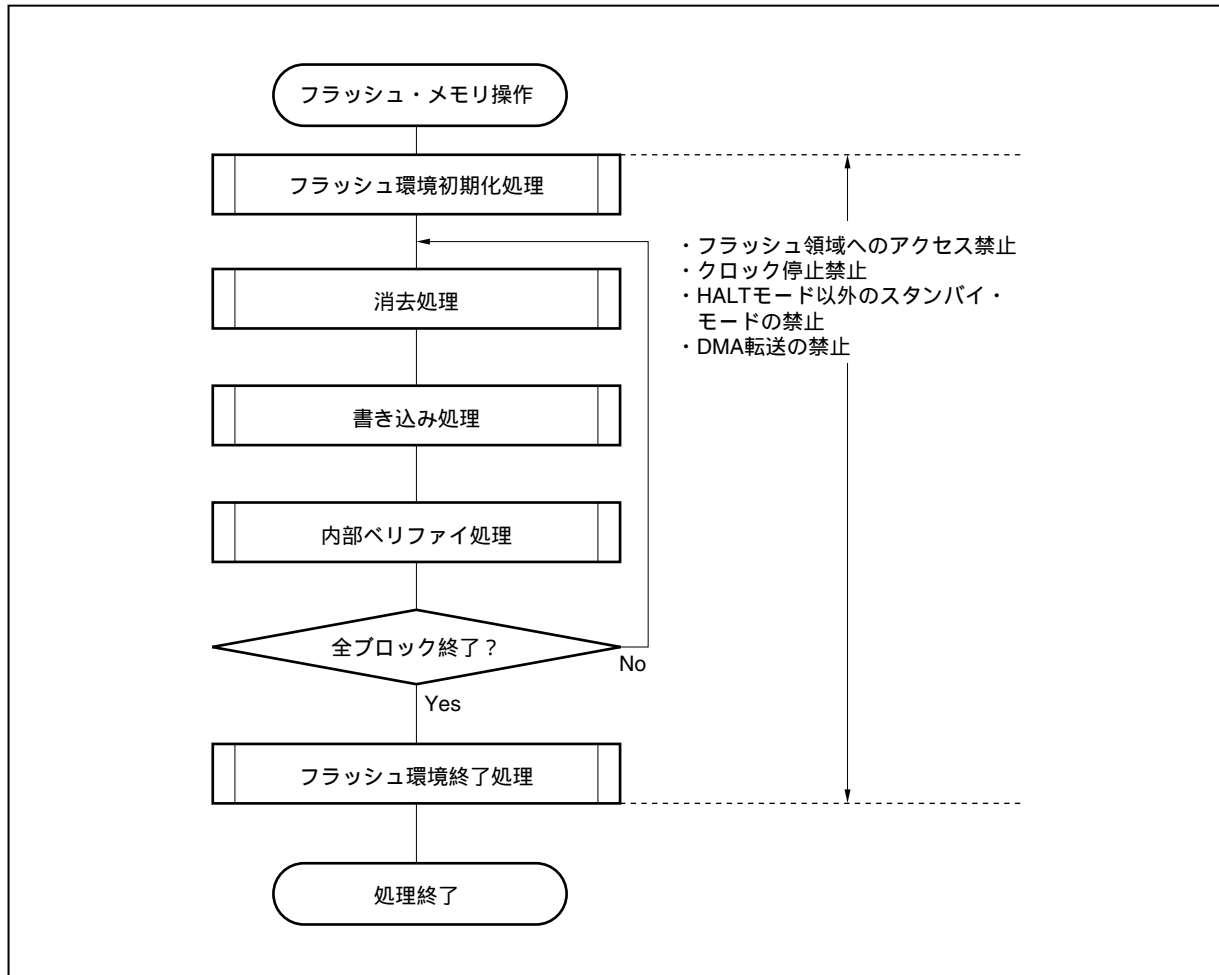 フラッシュ・メモリ操作
フラッシュ環境初期化処理
・フラッシュ領域へのアクセス禁止
・クロック停止禁止
・HALTモード以外のスタンバイ・
モードの禁止
・DMA転送の禁止
消去処理
書き込み処理
内部ベリファイ処理
全ブロック終了？
No
Yes
フラッシュ環境終了処理
処理終了